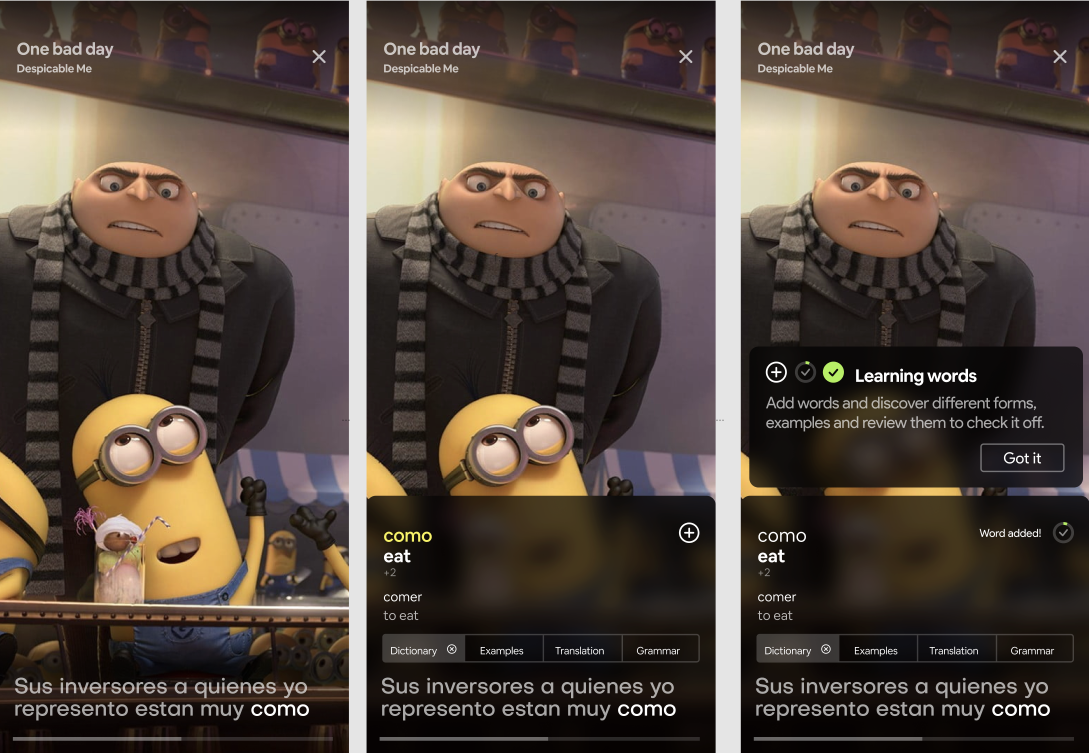 One bad day
Despicable Me
Sus inversores a quienes yo
represento estan muy como
One bad day
Despicable Me
como
eat
+2
comer
to eat
Dictionary Examples Translation Grammar
Sus inversores a quienes yo
represento estan muy como
One bad day
Despicable Me
Learning words
Add words and discover different forms,
examples and review them to check it off.
Got it
como Word added!
eat
+2
comer
to eat
Dictionary Examples Translation Grammar
Sus inversores a quienes yo
represento estan muy como